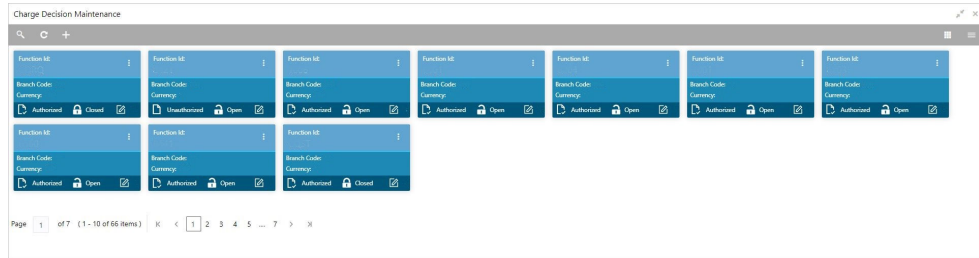 Charge Decision Maintenance
Function Id: Function Id: Function Id: Function Id: Function Id: Function Id: Function Id:
Branch Code: Branch Code: Branch Code: Branch Code: Branch Code: Branch Code: Branch Code:
Currency: Currency: Currency: Currency: Currency: Currency: Currency:
Authorized Closed Unauthorized Open Authorized Open Authorized Open Authorized Open Authorized Open Authorized Open
Function Id: Function Id: Function Id:
Branch Code: Branch Code: Branch Code:
Currency: Currency: Currency:
Authorized Open Authorized Open Authorized Closed
Page 1 of 7 ( 1 - 10 of 66 items ) 1 2 3 4 5 ... 7